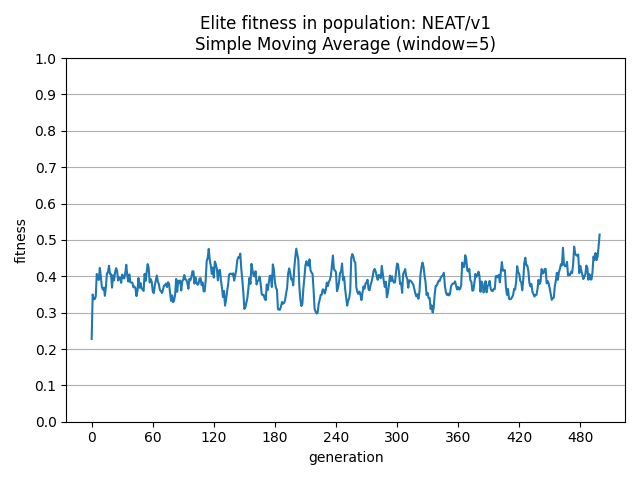 Elite fitness in population: NEAT/v1
Simple Moving Average (window=5)
1.0
0.9
0.8
0.7
0.6
0.5
0.4
0.3
0.2
0.1
0.0
fitness
0 60 120 180 240 300 360 420 480
generation